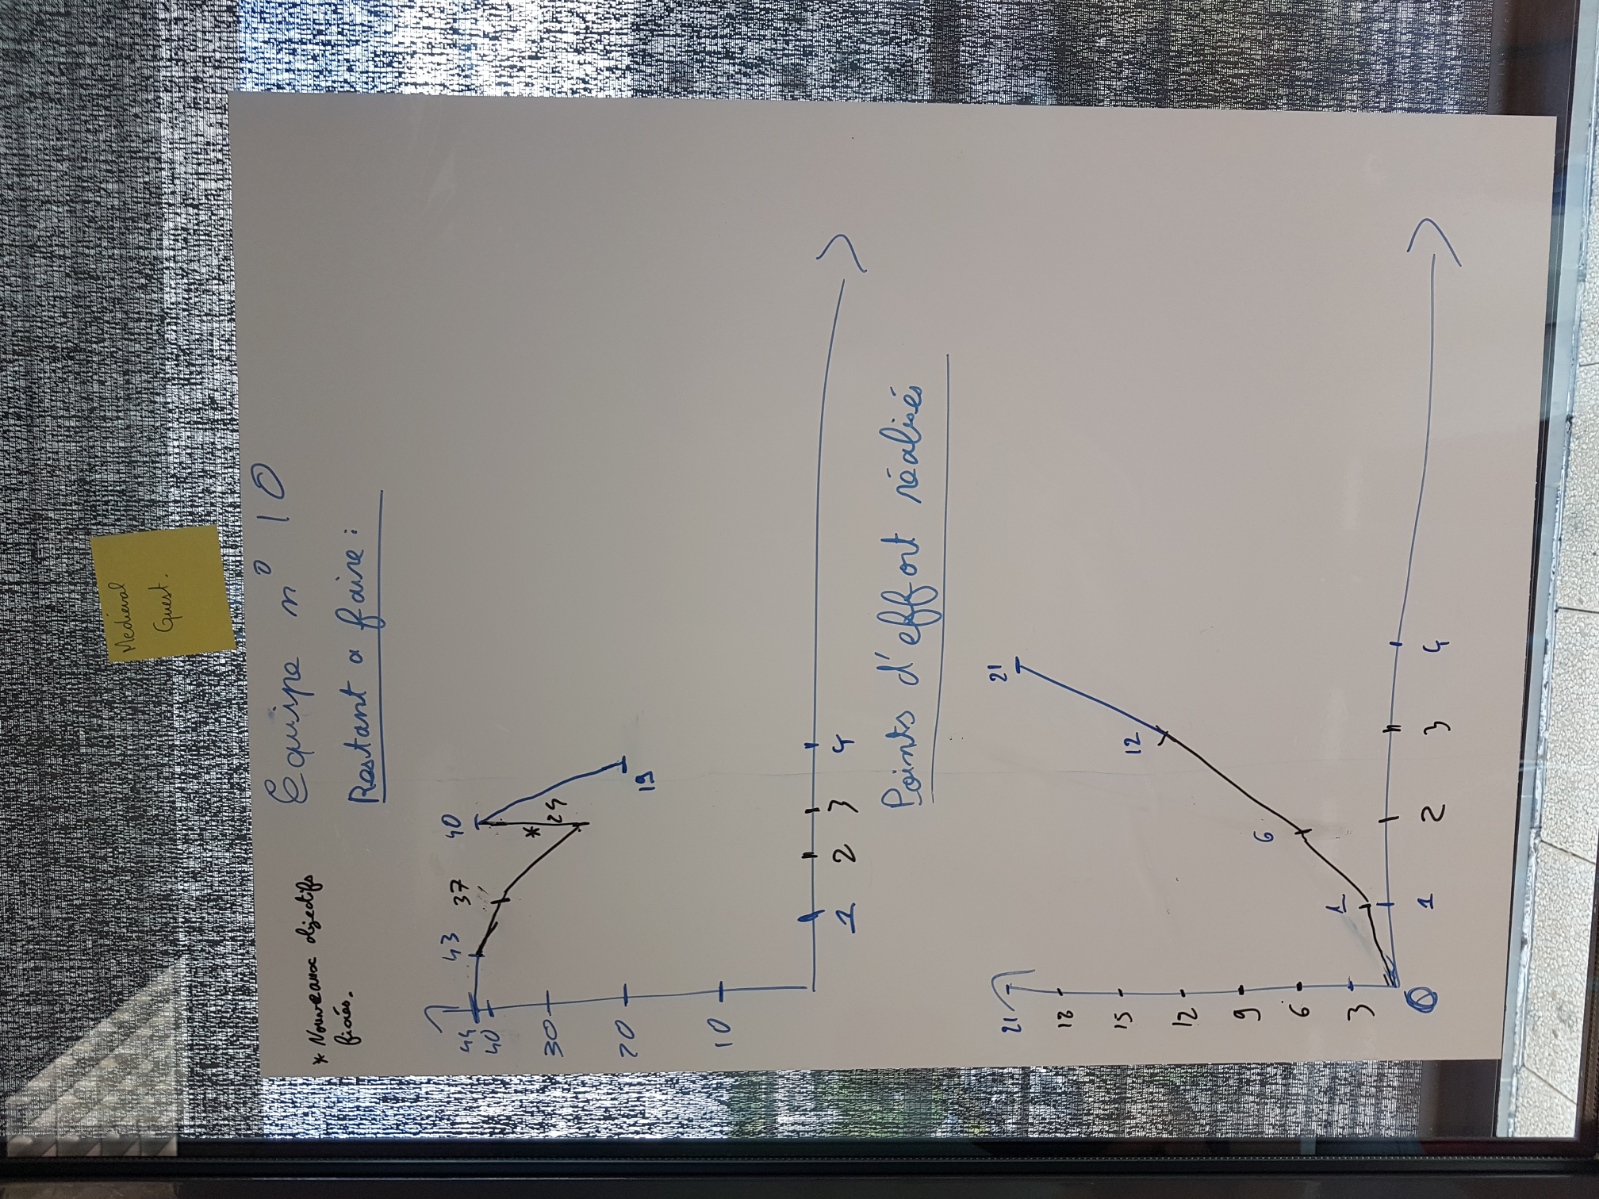 Medieval
Quest.
Equipe n° 10
* Nouveaux objectifs
fixés.
Restant a faire :
44
43
37
40
40
*
30
24
20
19
10
1 2 3 4
Points d'effort réalisés
21
21
18
15
12
12
9
6
6
3
1
0 1 2 3 4